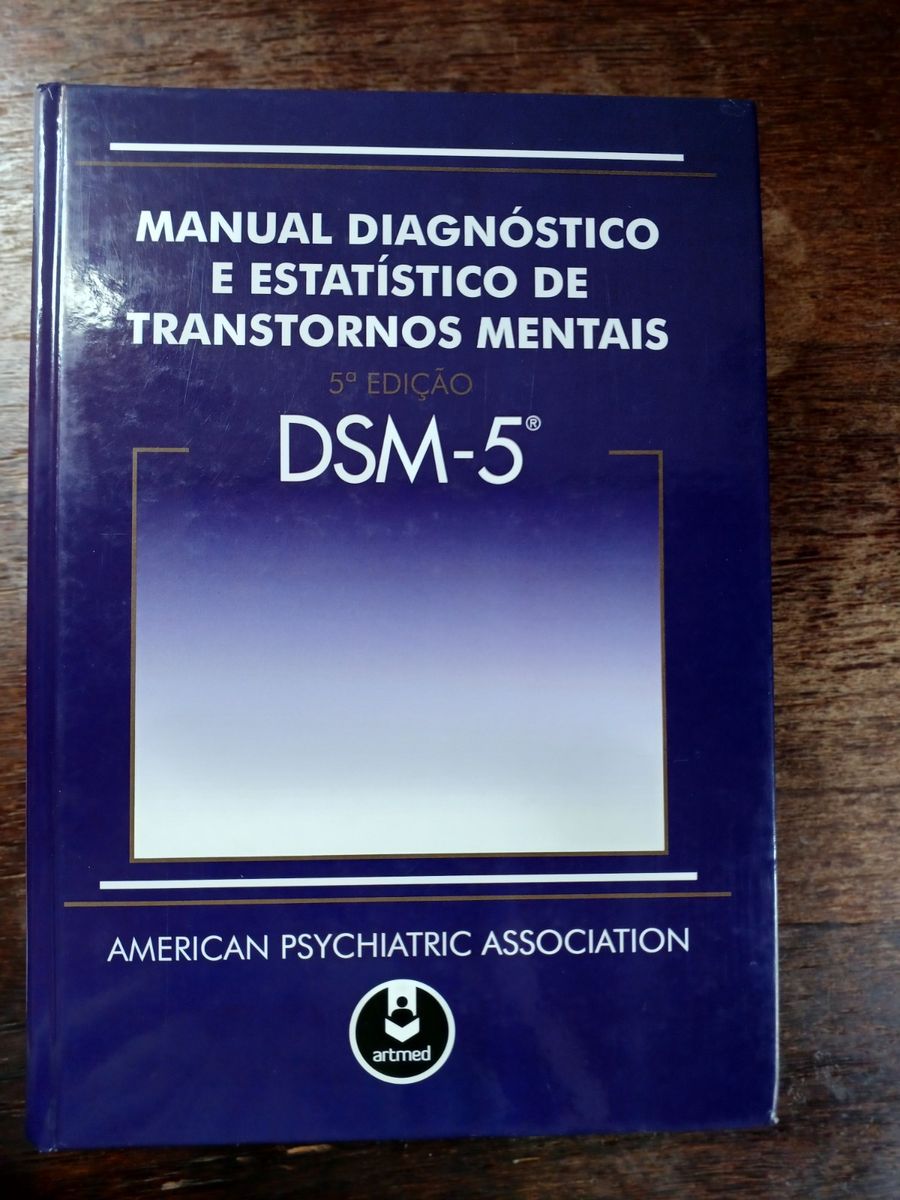 MANUAL DIAGNÓSTICO
E ESTATÍSTICO DE
TRANSTORNOS MENTAIS
5ª EDIÇÃO
DSM-5®
AMERICAN PSYCHIATRIC ASSOCIATION
artmed